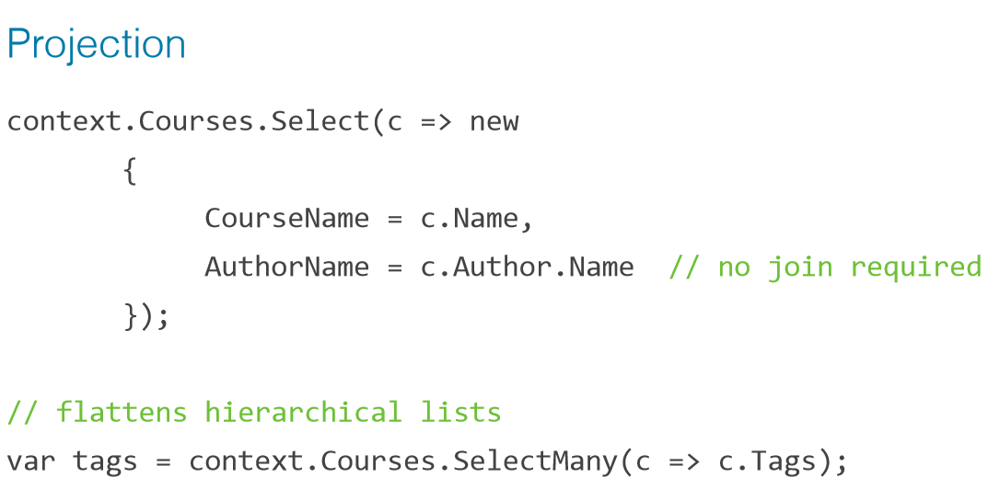 Projection
context.Courses.Select(c => new
{
CourseName = c.Name,
AuthorName = c.Author.Name // no join required
});
// flattens hierarchical lists
var tags = context.Courses.SelectMany(c => c.Tags);